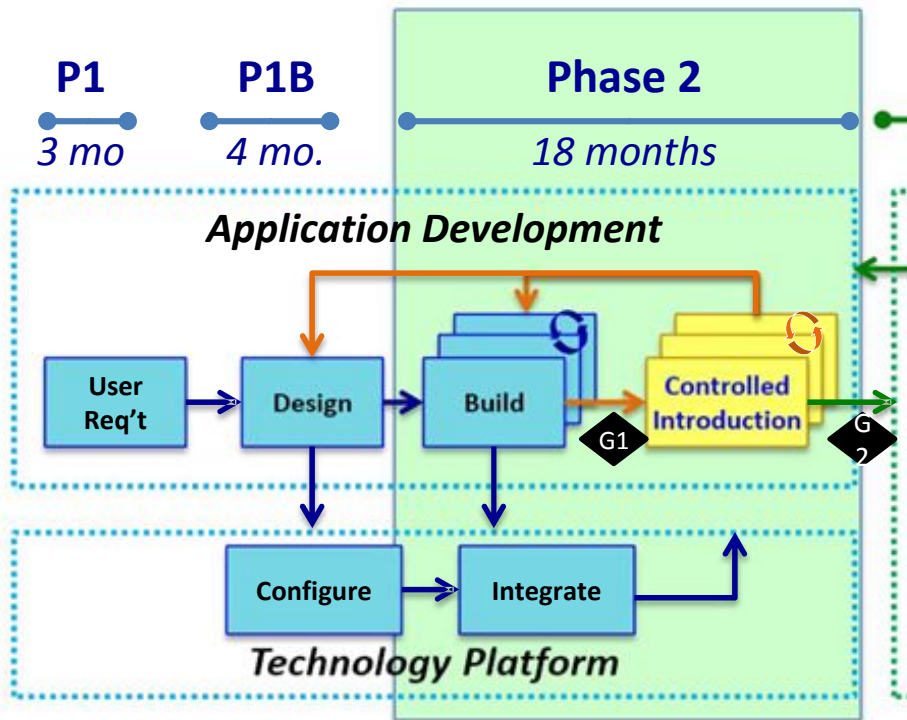 P1
P1B
Phase 2
3 mo
4 mo.
18 months
Application Development
User
Req't
Design
Build
Controlled
Introduction
G1
G
2
Configure
Integrate
Technology Platform